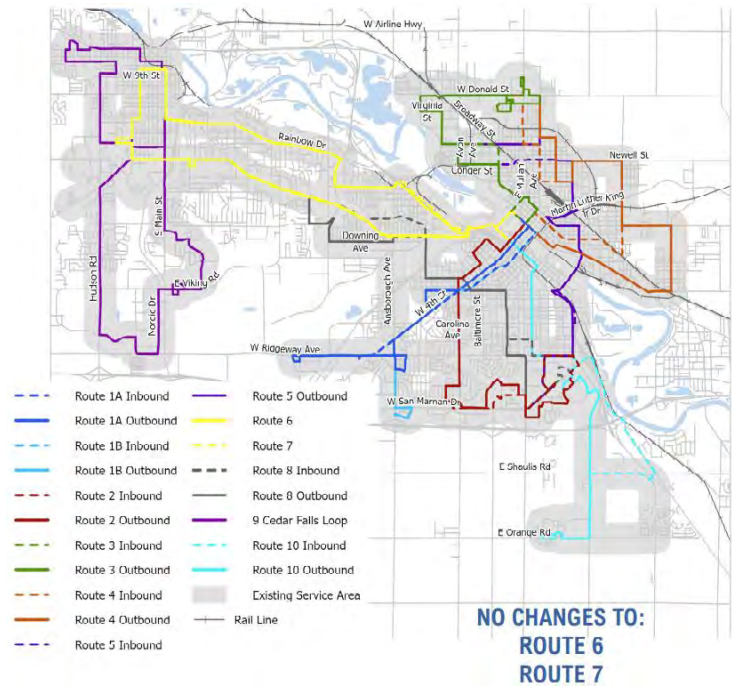 W Airline Hwy
W 9th St
W Donald St
Virginia
St
Broadway St
Rainbow Dr
Avon
Ave
Conger St
Newell St
E Mullan
Ave
Martin Luther King
Jr Dr
S Main St
Downing
Ave
Hudson Rd
E Viking Rd
Nordic Dr
Ansborough Ave
W 4th St
Carolina
Ave
Baltimore St
W Ridgeway Ave
W San Marnan Dr
E Shaulis Rd
E Orange Rd
Route 1A Inbound
Route 1A Outbound
Route 1B Inbound
Route 1B Outbound
Route 2 Inbound
Route 2 Outbound
Route 3 Inbound
Route 3 Outbound
Route 4 Inbound
Route 4 Outbound
Route 5 Inbound
Route 5 Outbound
Route 6
Route 7
Route 8 Inbound
Route 8 Outbound
9 Cedar Falls Loop
Route 10 Inbound
Route 10 Outbound
Existing Service Area
Rail Line
NO CHANGES TO:
ROUTE 6
ROUTE 7